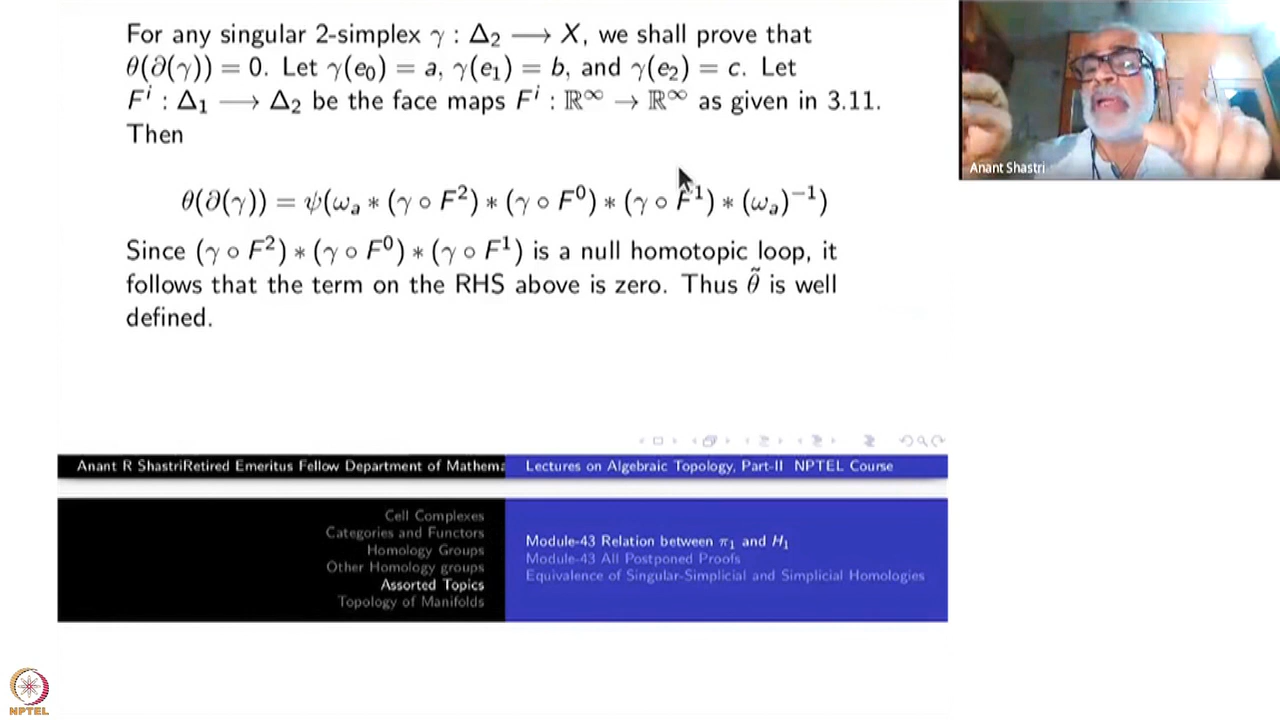 For any singular 2-simplex γ : Δ₂ ⟶ X, we shall prove that
θ(∂(γ)) = 0. Let γ(e₀) = a, γ(e₁) = b, and γ(e₂) = c. Let
Fⁱ : Δ₁ ⟶ Δ₂ be the face maps Fⁱ : ℝ^∞ → ℝ^∞ as given in 3.11.
Then
θ(∂(γ)) = ψ(ωₐ * (γ ∘ F²) * (γ ∘ F⁰) * (γ ∘ F¹) * (ωₐ)⁻¹)
Since (γ ∘ F²) * (γ ∘ F⁰) * (γ ∘ F¹) is a null homotopic loop, it
follows that the term on the RHS above is zero. Thus θ̃ is well
defined.
Anant Shastri
Anant R ShastriRetired Emeritus Fellow Department of Mathema
Lectures on Algebraic Topology, Part-II NPTEL Course
Cell Complexes
Categories and Functors
Homology Groups
Other Homology groups
Assorted Topics
Topology of Manifolds
Module-43 Relation between π₁ and H₁
Module-43 All Postponed Proofs
Equivalence of Singular-Simplicial and Simplicial Homologies
NPTEL